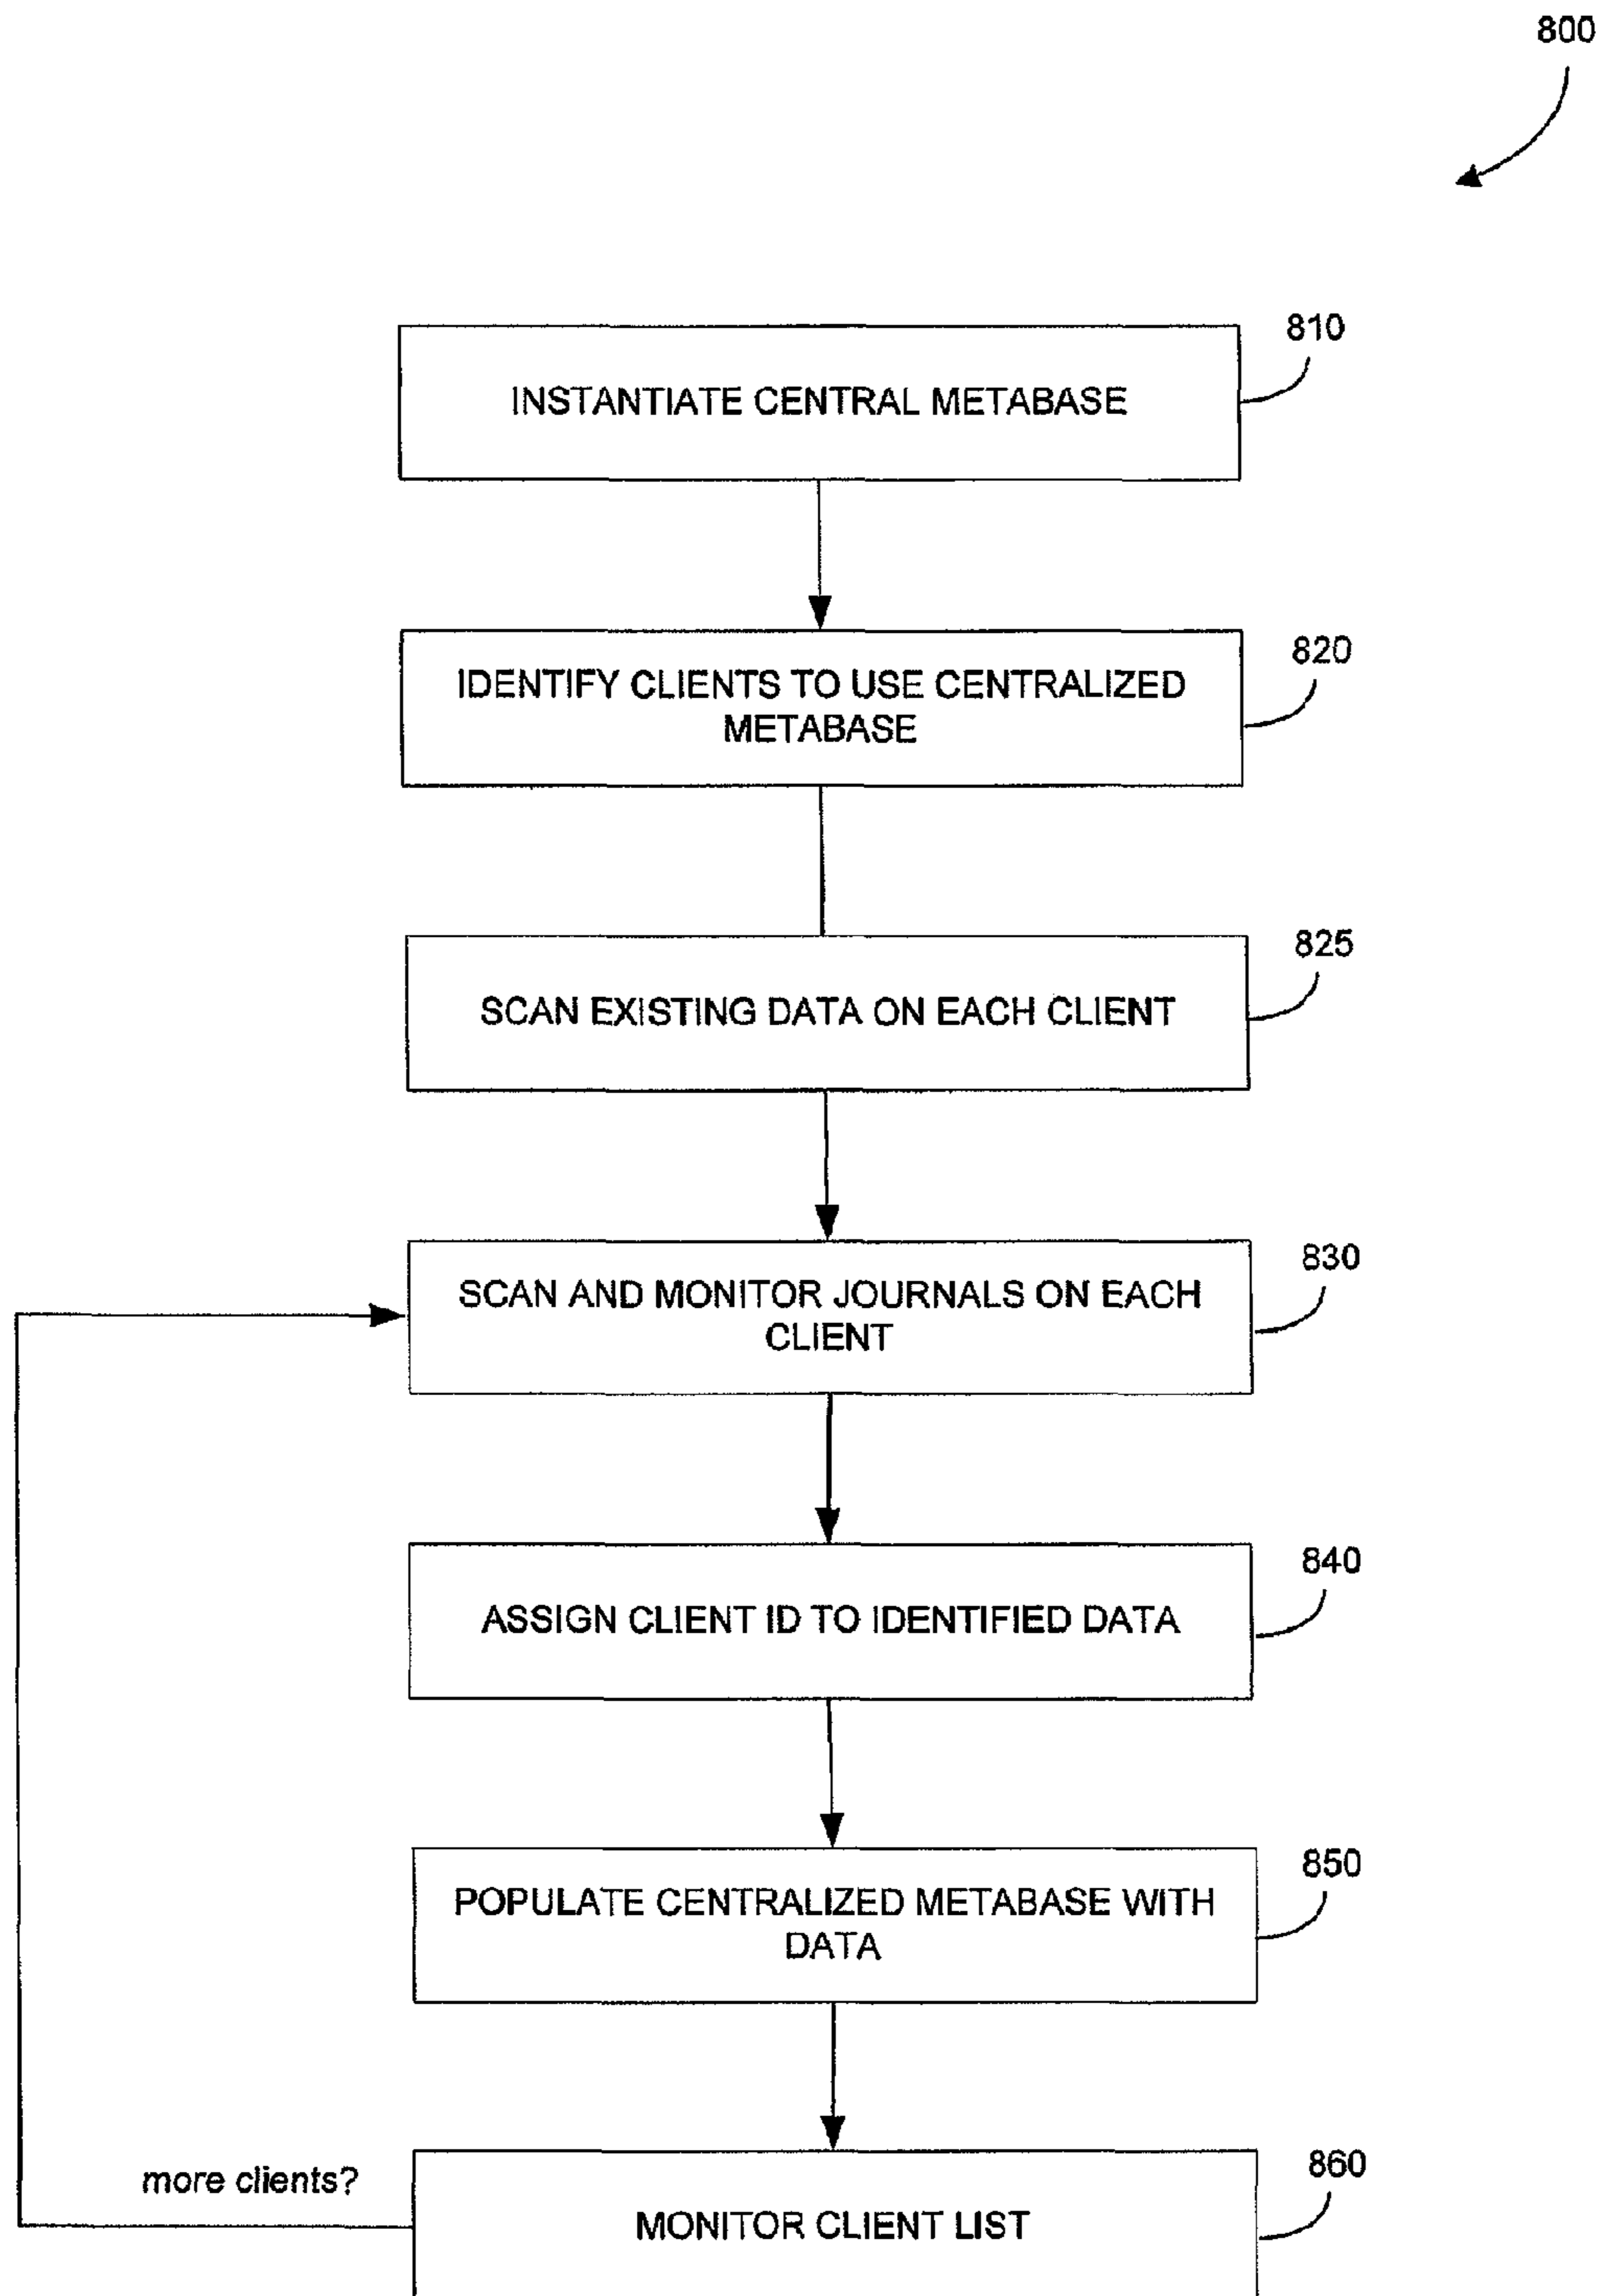 800
810
INSTANTIATE CENTRAL METABASE
820
IDENTIFY CLIENTS TO USE CENTRALIZED
METABASE
825
SCAN EXISTING DATA ON EACH CLIENT
830
SCAN AND MONITOR JOURNALS ON EACH
CLIENT
840
ASSIGN CLIENT ID TO IDENTIFIED DATA
850
POPULATE CENTRALIZED METABASE WITH
DATA
860
more clients?
MONITOR CLIENT LIST